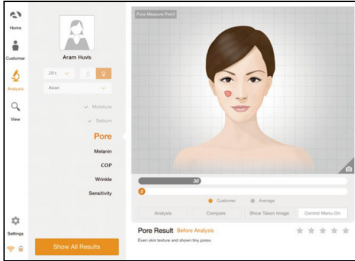 Home
Customer
Analysis
View
Settings
Aram Huvis
20's
Asian
Moisture
Sebum
Pore
Melanin
COP
Wrinkle
Sensitivity
Show All Results
Pore Measure Point
30
Customer
Average
Analysis
Compare
Show Taken Image
Control Menu On
Pore Result Before Analysis
Even skin texture and shown tiny pores.